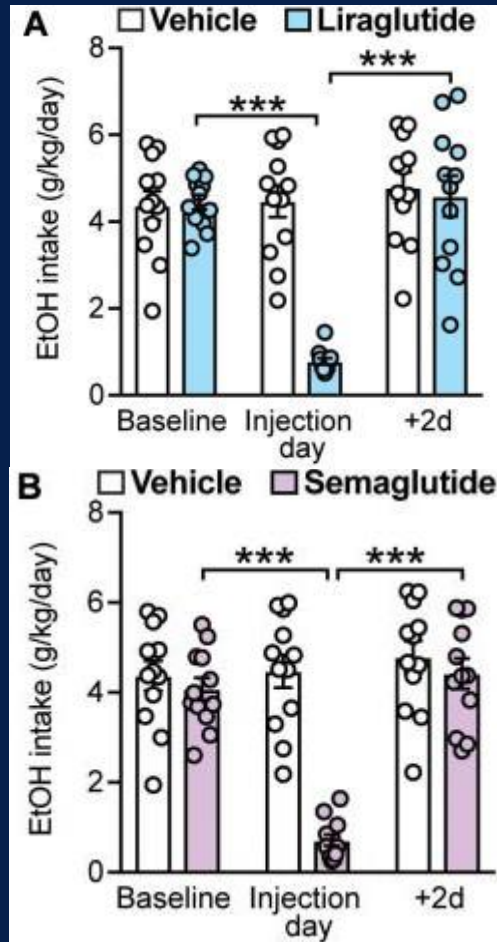 A
Vehicle Liraglutide
EtOH intake (g/kg/day)
8
6
4
2
0
***
***
Baseline
Injection
day
+2d
B
Vehicle Semaglutide
EtOH intake (g/kg/day)
8
6
4
2
0
***
***
Baseline
Injection
day
+2d